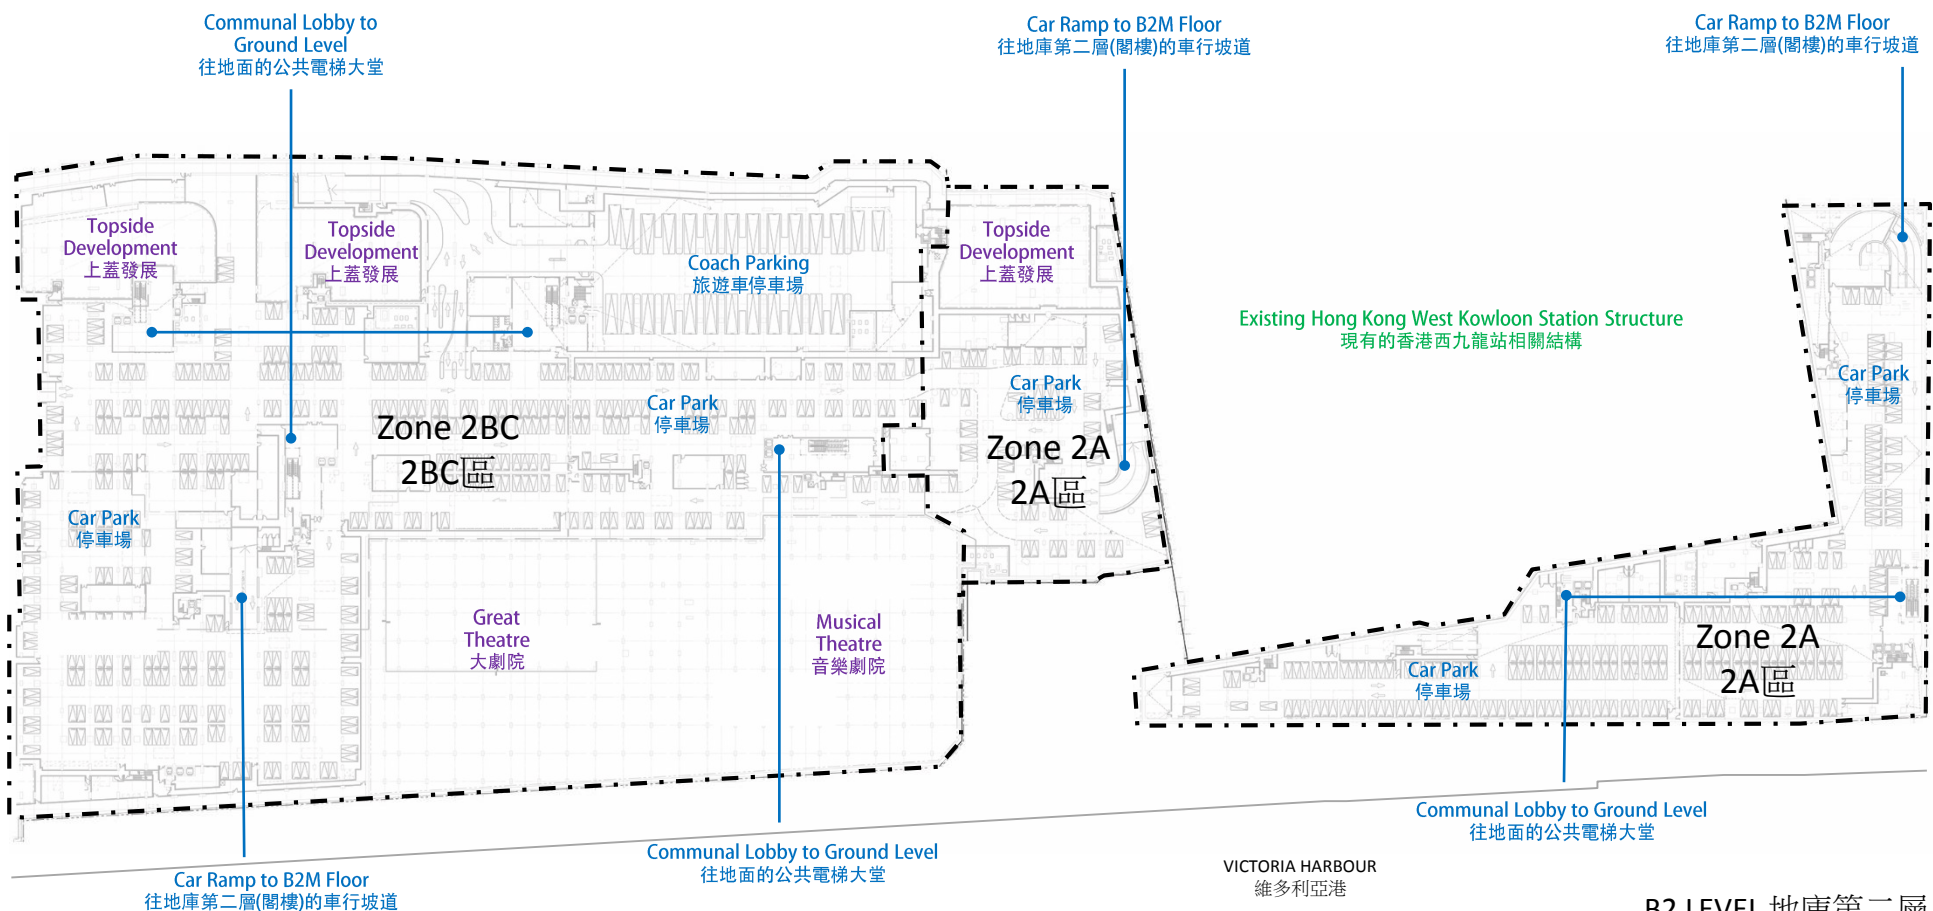 Communal Lobby to
Ground Level
往地面的公共電梯大堂
Car Ramp to B2M Floor
往地庫第二層(閣樓)的車行坡道
Car Ramp to B2M Floor
往地庫第二層(閣樓)的車行坡道
Topside
Development
上蓋發展
Topside
Development
上蓋發展
Coach Parking
旅遊車停車場
Topside
Development
上蓋發展
Existing Hong Kong West Kowloon Station Structure
現有的香港西九龍站相關結構
Car Park
停車場
Car Park
停車場
Car Park
停車場
Zone 2BC
2BC區
Zone 2A
2A區
Car Park
停車場
Great
Theatre
大劇院
Musical
Theatre
音樂劇院
Zone 2A
2A區
Car Park
停車場
Communal Lobby to Ground Level
往地面的公共電梯大堂
Communal Lobby to Ground Level
往地面的公共電梯大堂
VICTORIA HARBOUR
維多利亞港
Car Ramp to B2M Floor
往地庫第二層(閣樓)的車行坡道
B2 LEVEL 地庫第二層